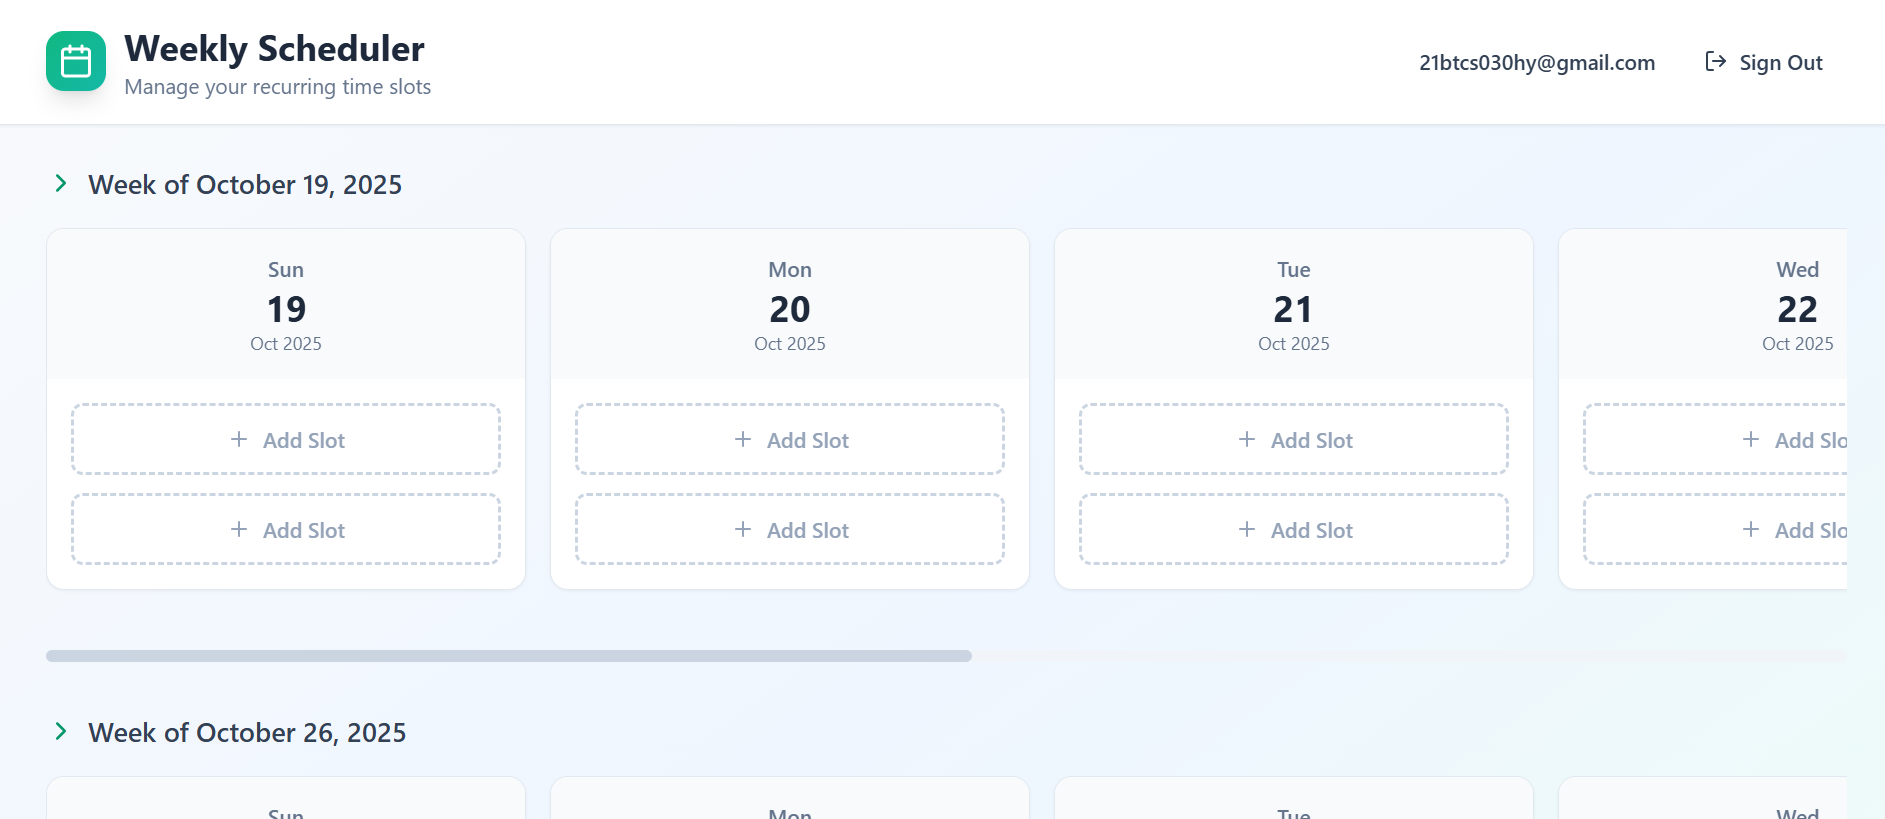 Weekly Scheduler
Manage your recurring time slots
21btcs030hy@gmail.com
Sign Out
Week of October 19, 2025
Sun
19
Oct 2025
+ Add Slot
+ Add Slot
Mon
20
Oct 2025
+ Add Slot
+ Add Slot
Tue
21
Oct 2025
+ Add Slot
+ Add Slot
Wed
22
Oct 2025
+ Add Slo
+ Add Slo
Week of October 26, 2025
Sun
Mon
Tue
Wed